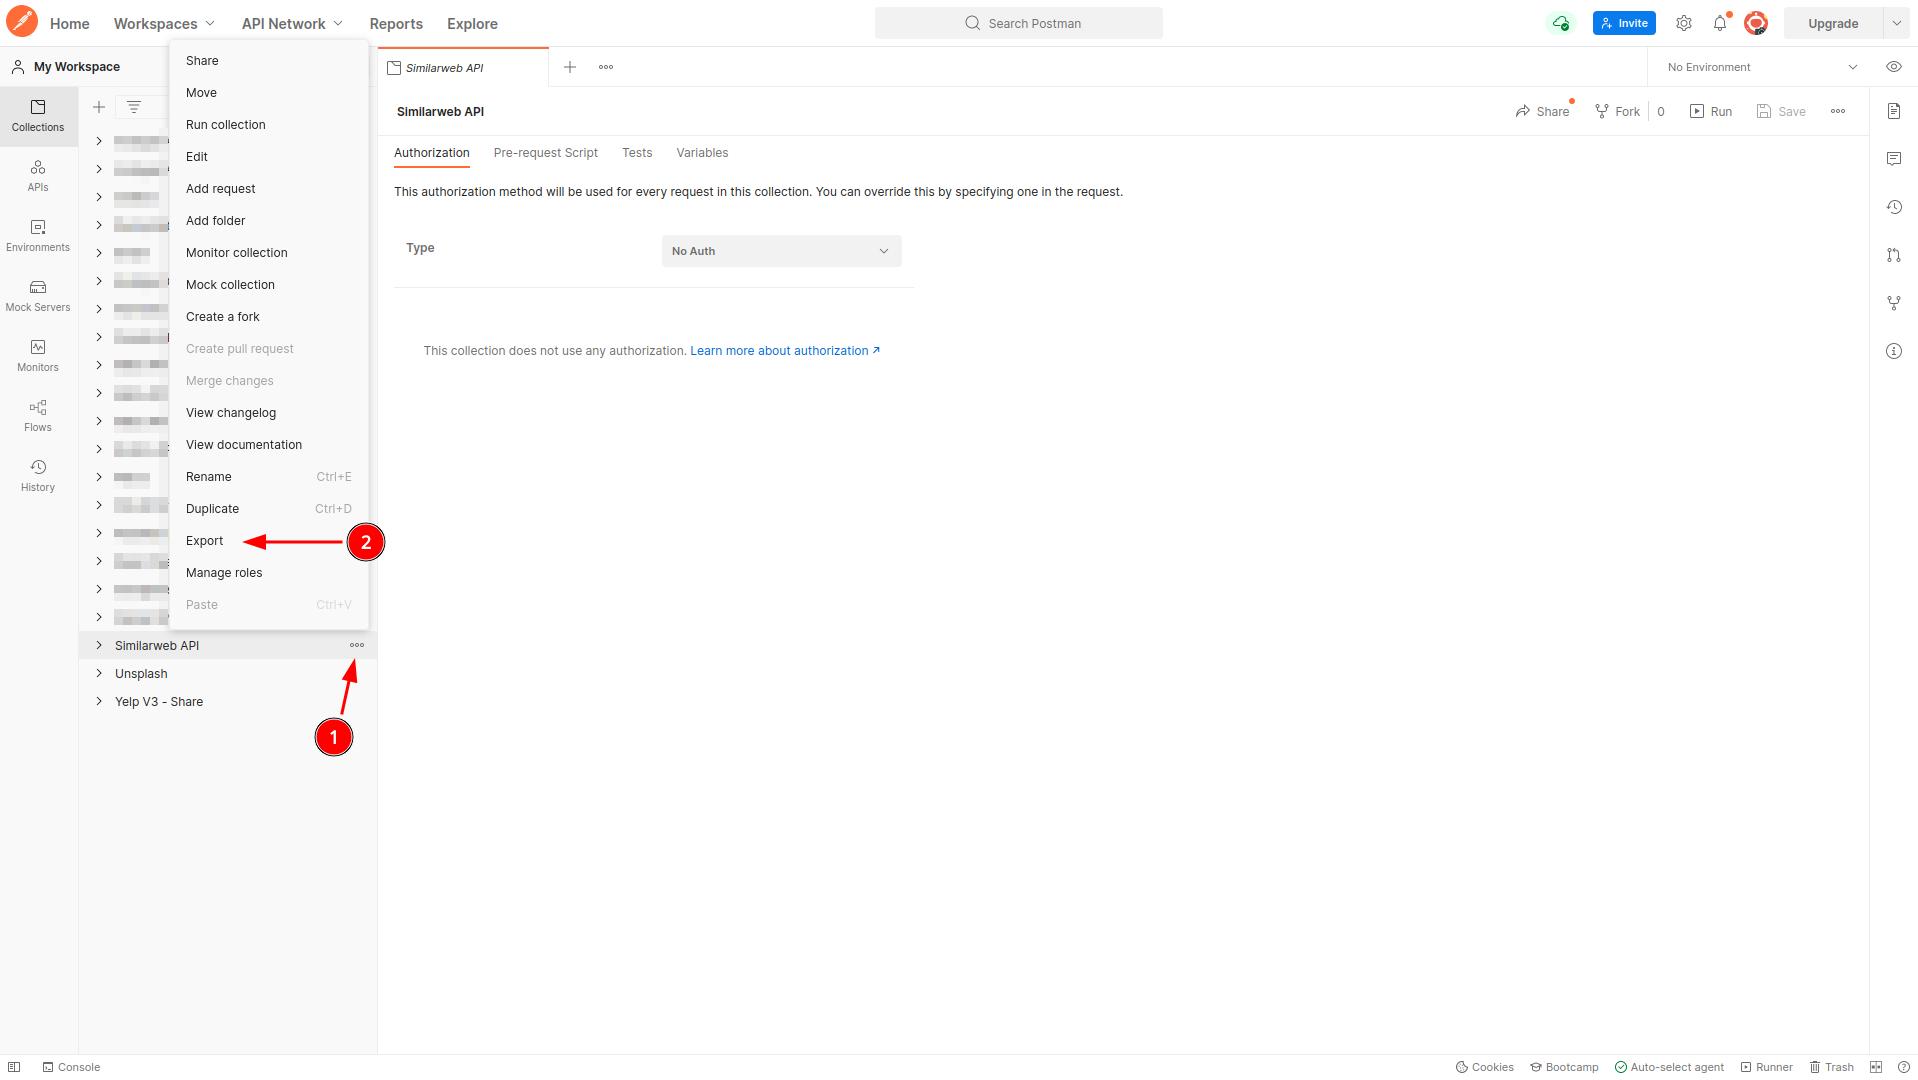 Home Workspaces API Network Reports Explore Search Postman Invite Upgrade
My Workspace
Similarweb API
No Environment
Collections
APIs
Environments
Mock Servers
Monitors
Flows
History
Share
Move
Run collection
Edit
Add request
Add folder
Monitor collection
Mock collection
Create a fork
Create pull request
Merge changes
View changelog
View documentation
Rename Ctrl+E
Duplicate Ctrl+D
Export
2
Manage roles
Paste Ctrl+V
Similarweb API
Unsplash
Yelp V3 - Share
1
Similarweb API
Share Fork 0 Run Save
Authorization Pre-request Script Tests Variables
This authorization method will be used for every request in this collection. You can override this by specifying one in the request.
Type No Auth
This collection does not use any authorization. Learn more about authorization ↗
Console Cookies Bootcamp Auto-select agent Runner Trash